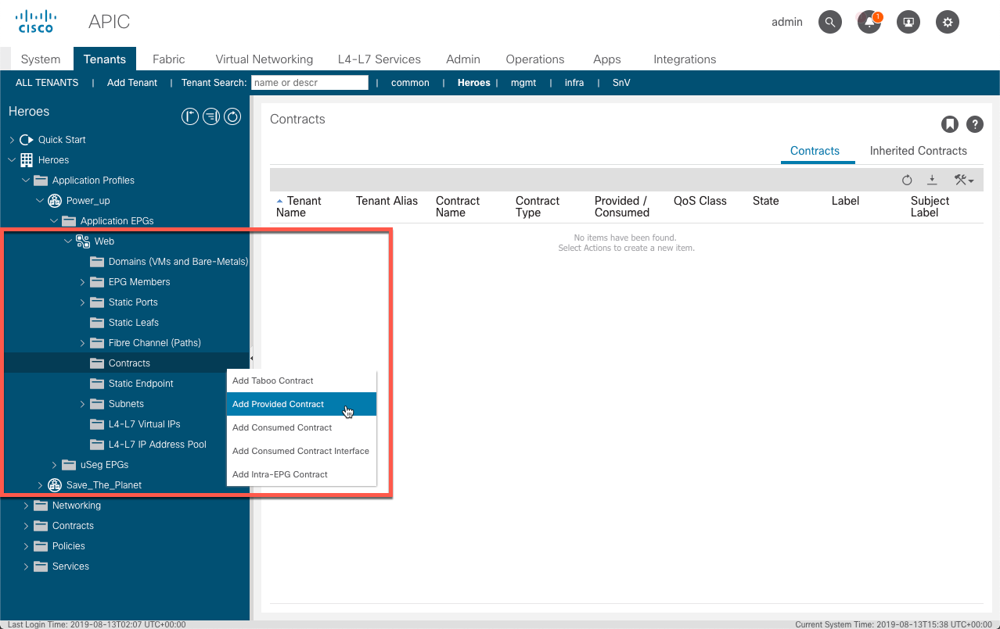 CISCO
APIC
admin
1
System
Tenants
Fabric
Virtual Networking
L4-L7 Services
Admin
Operations
Apps
Integrations
ALL TENANTS | Add Tenant | Tenant Search: name or descr | common | Heroes | mgmt | infra | SnV
Heroes
Quick Start
Heroes
Application Profiles
Power_up
Application EPGs
Web
Domains (VMs and Bare-Metals)
EPG Members
Static Ports
Static Leafs
Fibre Channel (Paths)
Contracts
Static Endpoint
Subnets
L4-L7 Virtual IPs
L4-L7 IP Address Pool
uSeg EPGs
Save_The_Planet
Networking
Contracts
Policies
Services
Add Taboo Contract
Add Provided Contract
Add Consumed Contract
Add Consumed Contract Interface
Add Intra-EPG Contract
Contracts
?
Contracts
Inherited Contracts
Tenant
Name
Tenant Alias
Contract
Name
Contract
Type
Provided /
Consumed
QoS Class
State
Label
Subject
Label
No items have been found.
Select Actions to create a new item.
Last Login Time: 2019-08-13T02:07 UTC+00:00
Current System Time: 2019-08-13T15:38 UTC+00:00